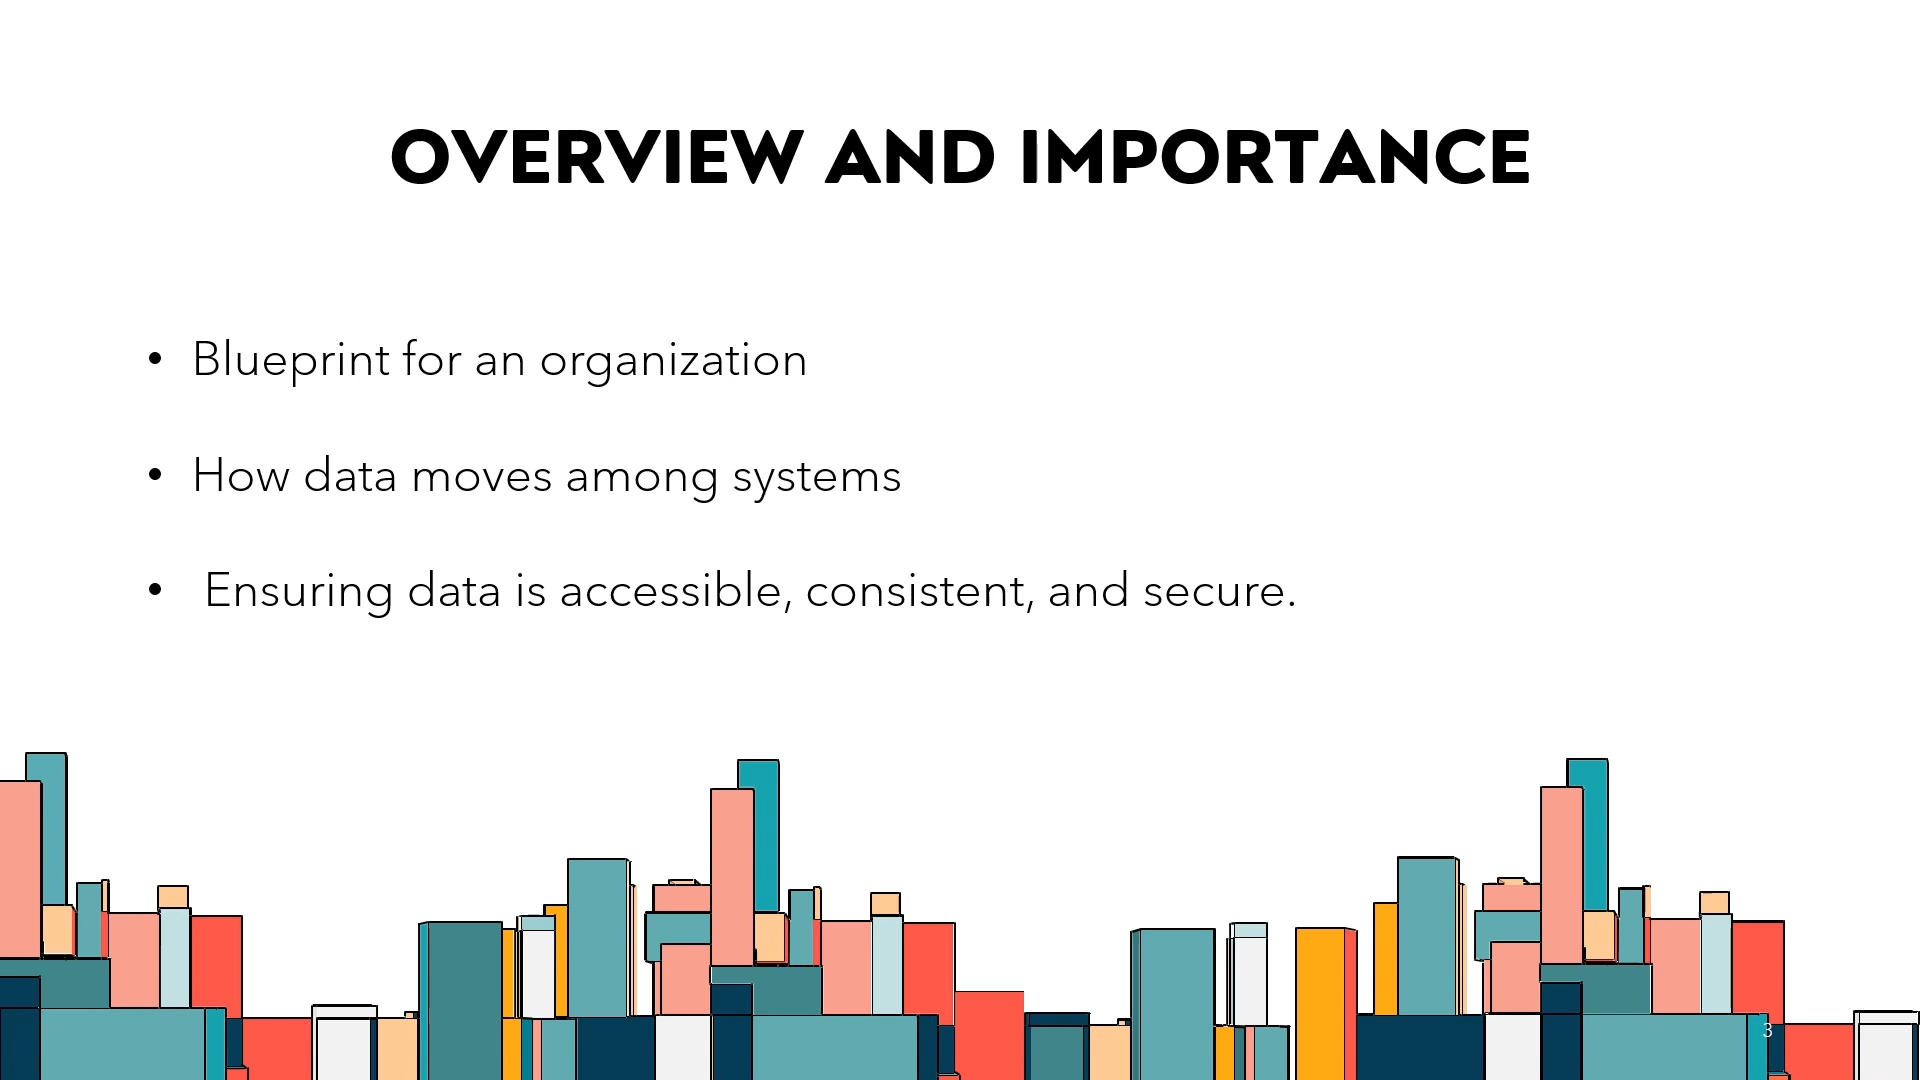 OVERVIEW AND IMPORTANCE
• Blueprint for an organization
• How data moves among systems
• Ensuring data is accessible, consistent, and secure.
3